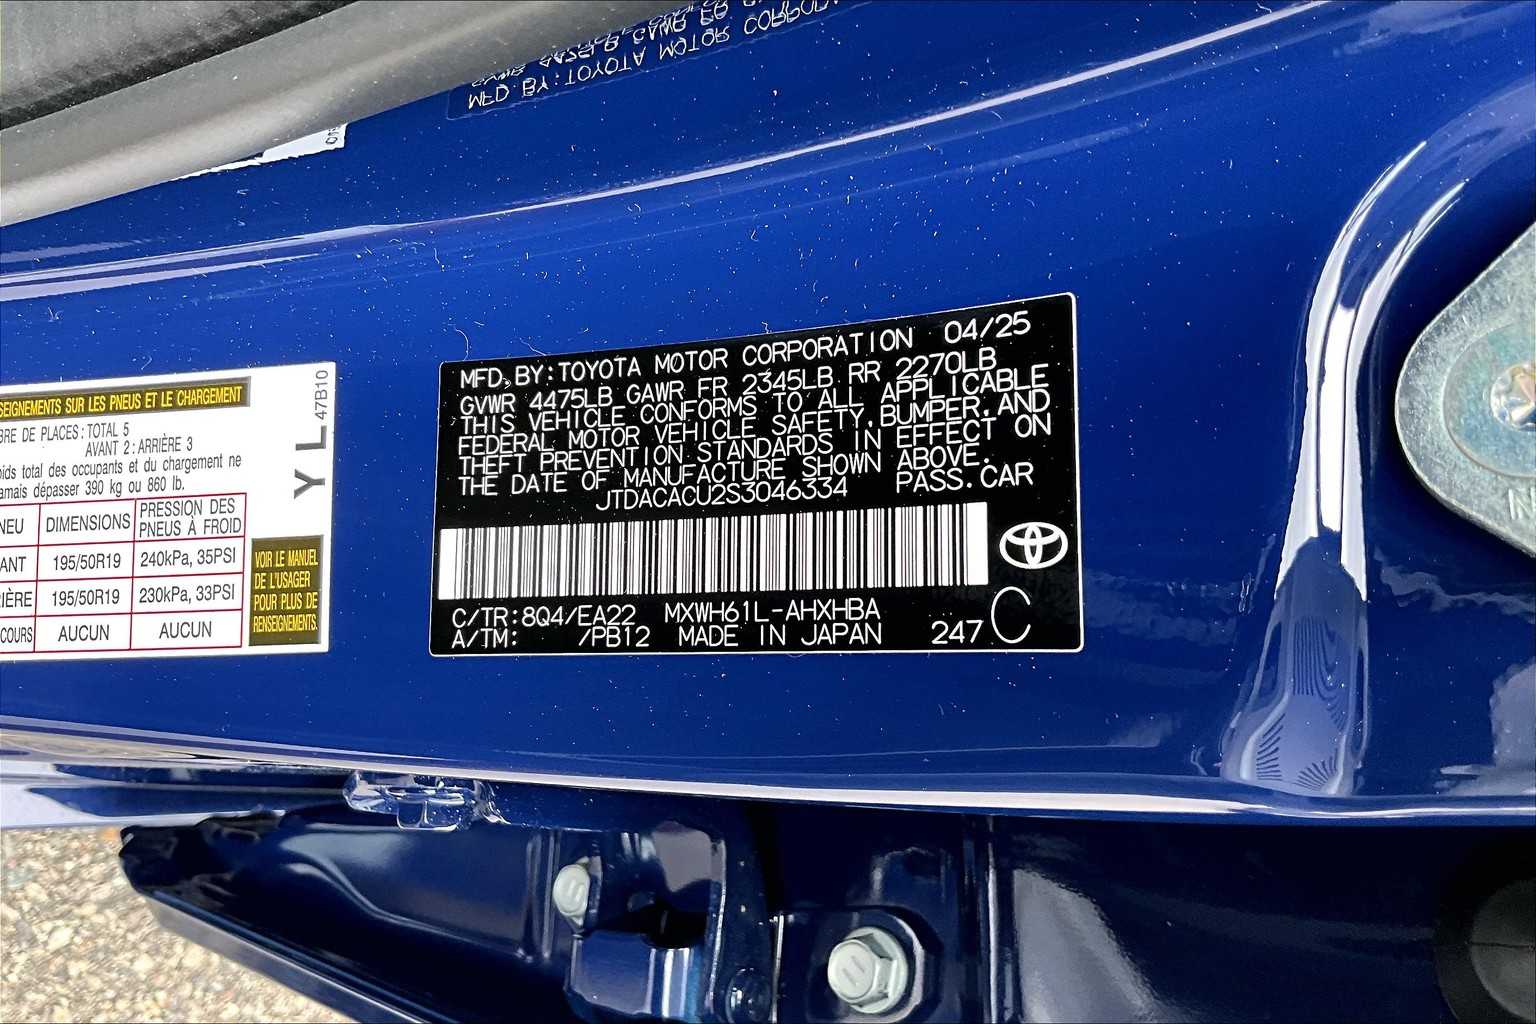 MFD BY:TOYOTA MOTOR CORPORA
SEIGNEMENTS SUR LES PNEUS ET LE CHARGEMENT
BRE DE PLACES: TOTAL 5
AVANT 2: ARRIÈRE 3
oids total des occupants et du chargement ne
amais dépasser 390 kg ou 860 lb.
NEU DIMENSIONS PRESSION DES
PNEUS À FROID
ANT 195/50R19 240kPa, 35PSI
RIÈRE 195/50R19 230kPa, 33PSI
COURS AUCUN AUCUN
VOIR LE MANUEL
DE L'USAGER
POUR PLUS DE
RENSEIGNEMENTS.
YL 47B10
MFD.BY:TOYOTA MOTOR CORPORATION 04/25
GVWR 4475LB GAWR FR 2345LB RR 2270LB
THIS VEHICLE CONFORMS TO ALL APPLICABLE
FEDERAL MOTOR VEHICLE SAFETY,BUMPER,AND
THEFT PREVENTION STANDARDS IN EFFECT ON
THE DATE OF MANUFACTURE SHOWN ABOVE.
JTDACACU2S3046334 PASS.CAR
C/TR:8Q4/EA22 MXWH61L-AHXHBA
A/TM: /PB12 MADE IN JAPAN 247 C